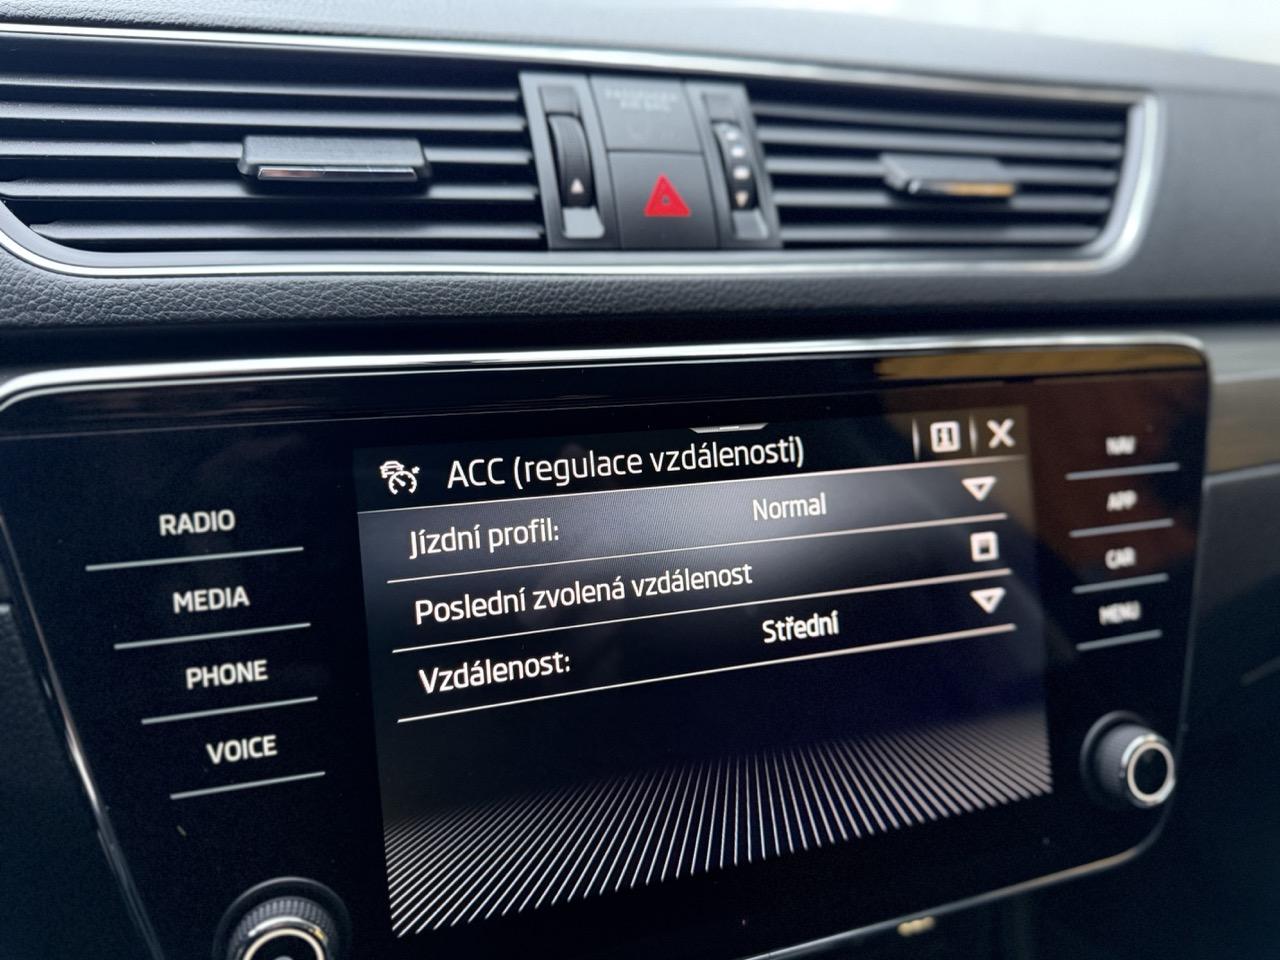 ACC (regulace vzdálenosti)
Jízdní profil: Normal
Poslední zvolená vzdálenost
Vzdálenost: Střední
RADIO
MEDIA
PHONE
VOICE
NAV
APP
CAR
MENU